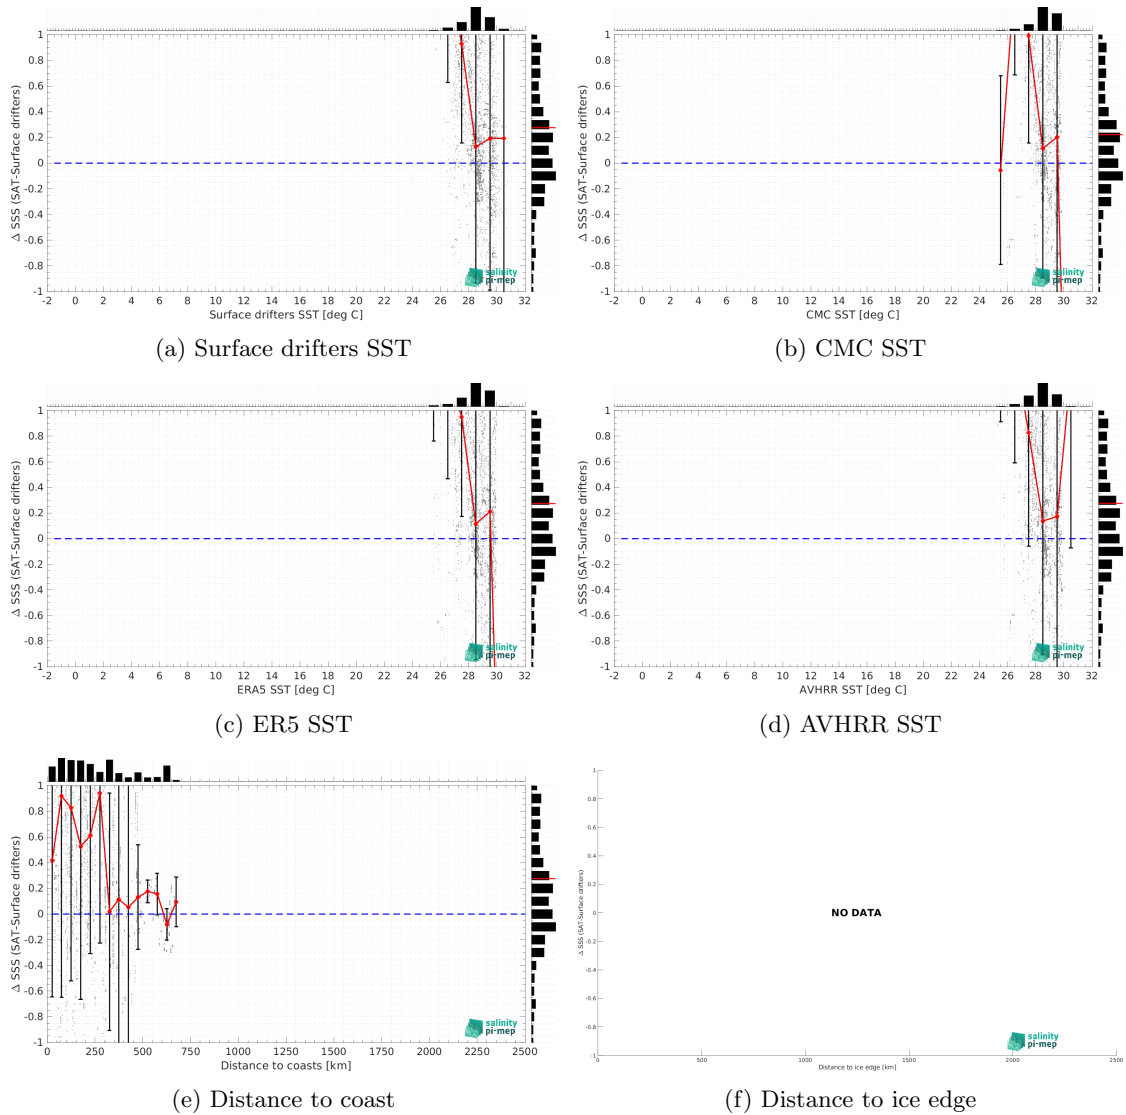 1
0.8
0.6
0.4
0.2
0
-0.2
-0.4
-0.6
-0.8
-1
Δ SSS (SAT-Surface drifters)
-2 0 2 4 6 8 10 12 14 16 18 20 22 24 26 28 30 32
Surface drifters SST [deg C]
salinity
pi-mep
(a) Surface drifters SST
1
0.8
0.6
0.4
0.2
0
-0.2
-0.4
-0.6
-0.8
-1
Δ SSS (SAT-Surface drifters)
-2 0 2 4 6 8 10 12 14 16 18 20 22 24 26 28 30 32
CMC SST [deg C]
salinity
pi-mep
(b) CMC SST
1
0.8
0.6
0.4
0.2
0
-0.2
-0.4
-0.6
-0.8
-1
Δ SSS (SAT-Surface drifters)
-2 0 2 4 6 8 10 12 14 16 18 20 22 24 26 28 30 32
ERA5 SST [deg C]
salinity
pi-mep
(c) ER5 SST
1
0.8
0.6
0.4
0.2
0
-0.2
-0.4
-0.6
-0.8
-1
Δ SSS (SAT-Surface drifters)
-2 0 2 4 6 8 10 12 14 16 18 20 22 24 26 28 30 32
AVHRR SST [deg C]
salinity
pi-mep
(d) AVHRR SST
1
0.8
0.6
0.4
0.2
0
-0.2
-0.4
-0.6
-0.8
-1
Δ SSS (SAT-Surface drifters)
0 250 500 750 1000 1250 1500 1750 2000 2250 2500
Distance to coasts [km]
salinity
pi-mep
(e) Distance to coast
1
0.8
0.6
0.4
0.2
0
-0.2
-0.4
-0.6
-0.8
-1
Δ SSS (SAT-Surface drifters)
NO DATA
0 500 1000 1500 2000 2500
Distance to ice edge [km]
salinity
pi-mep
(f) Distance to ice edge